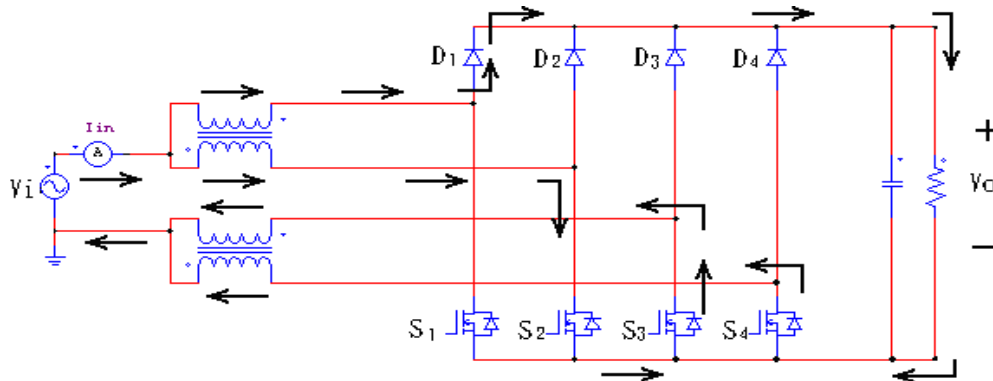 D1 D2 D3 D4
Iin
A
+
Vi
Vo
−
S1 S2 S3 S4